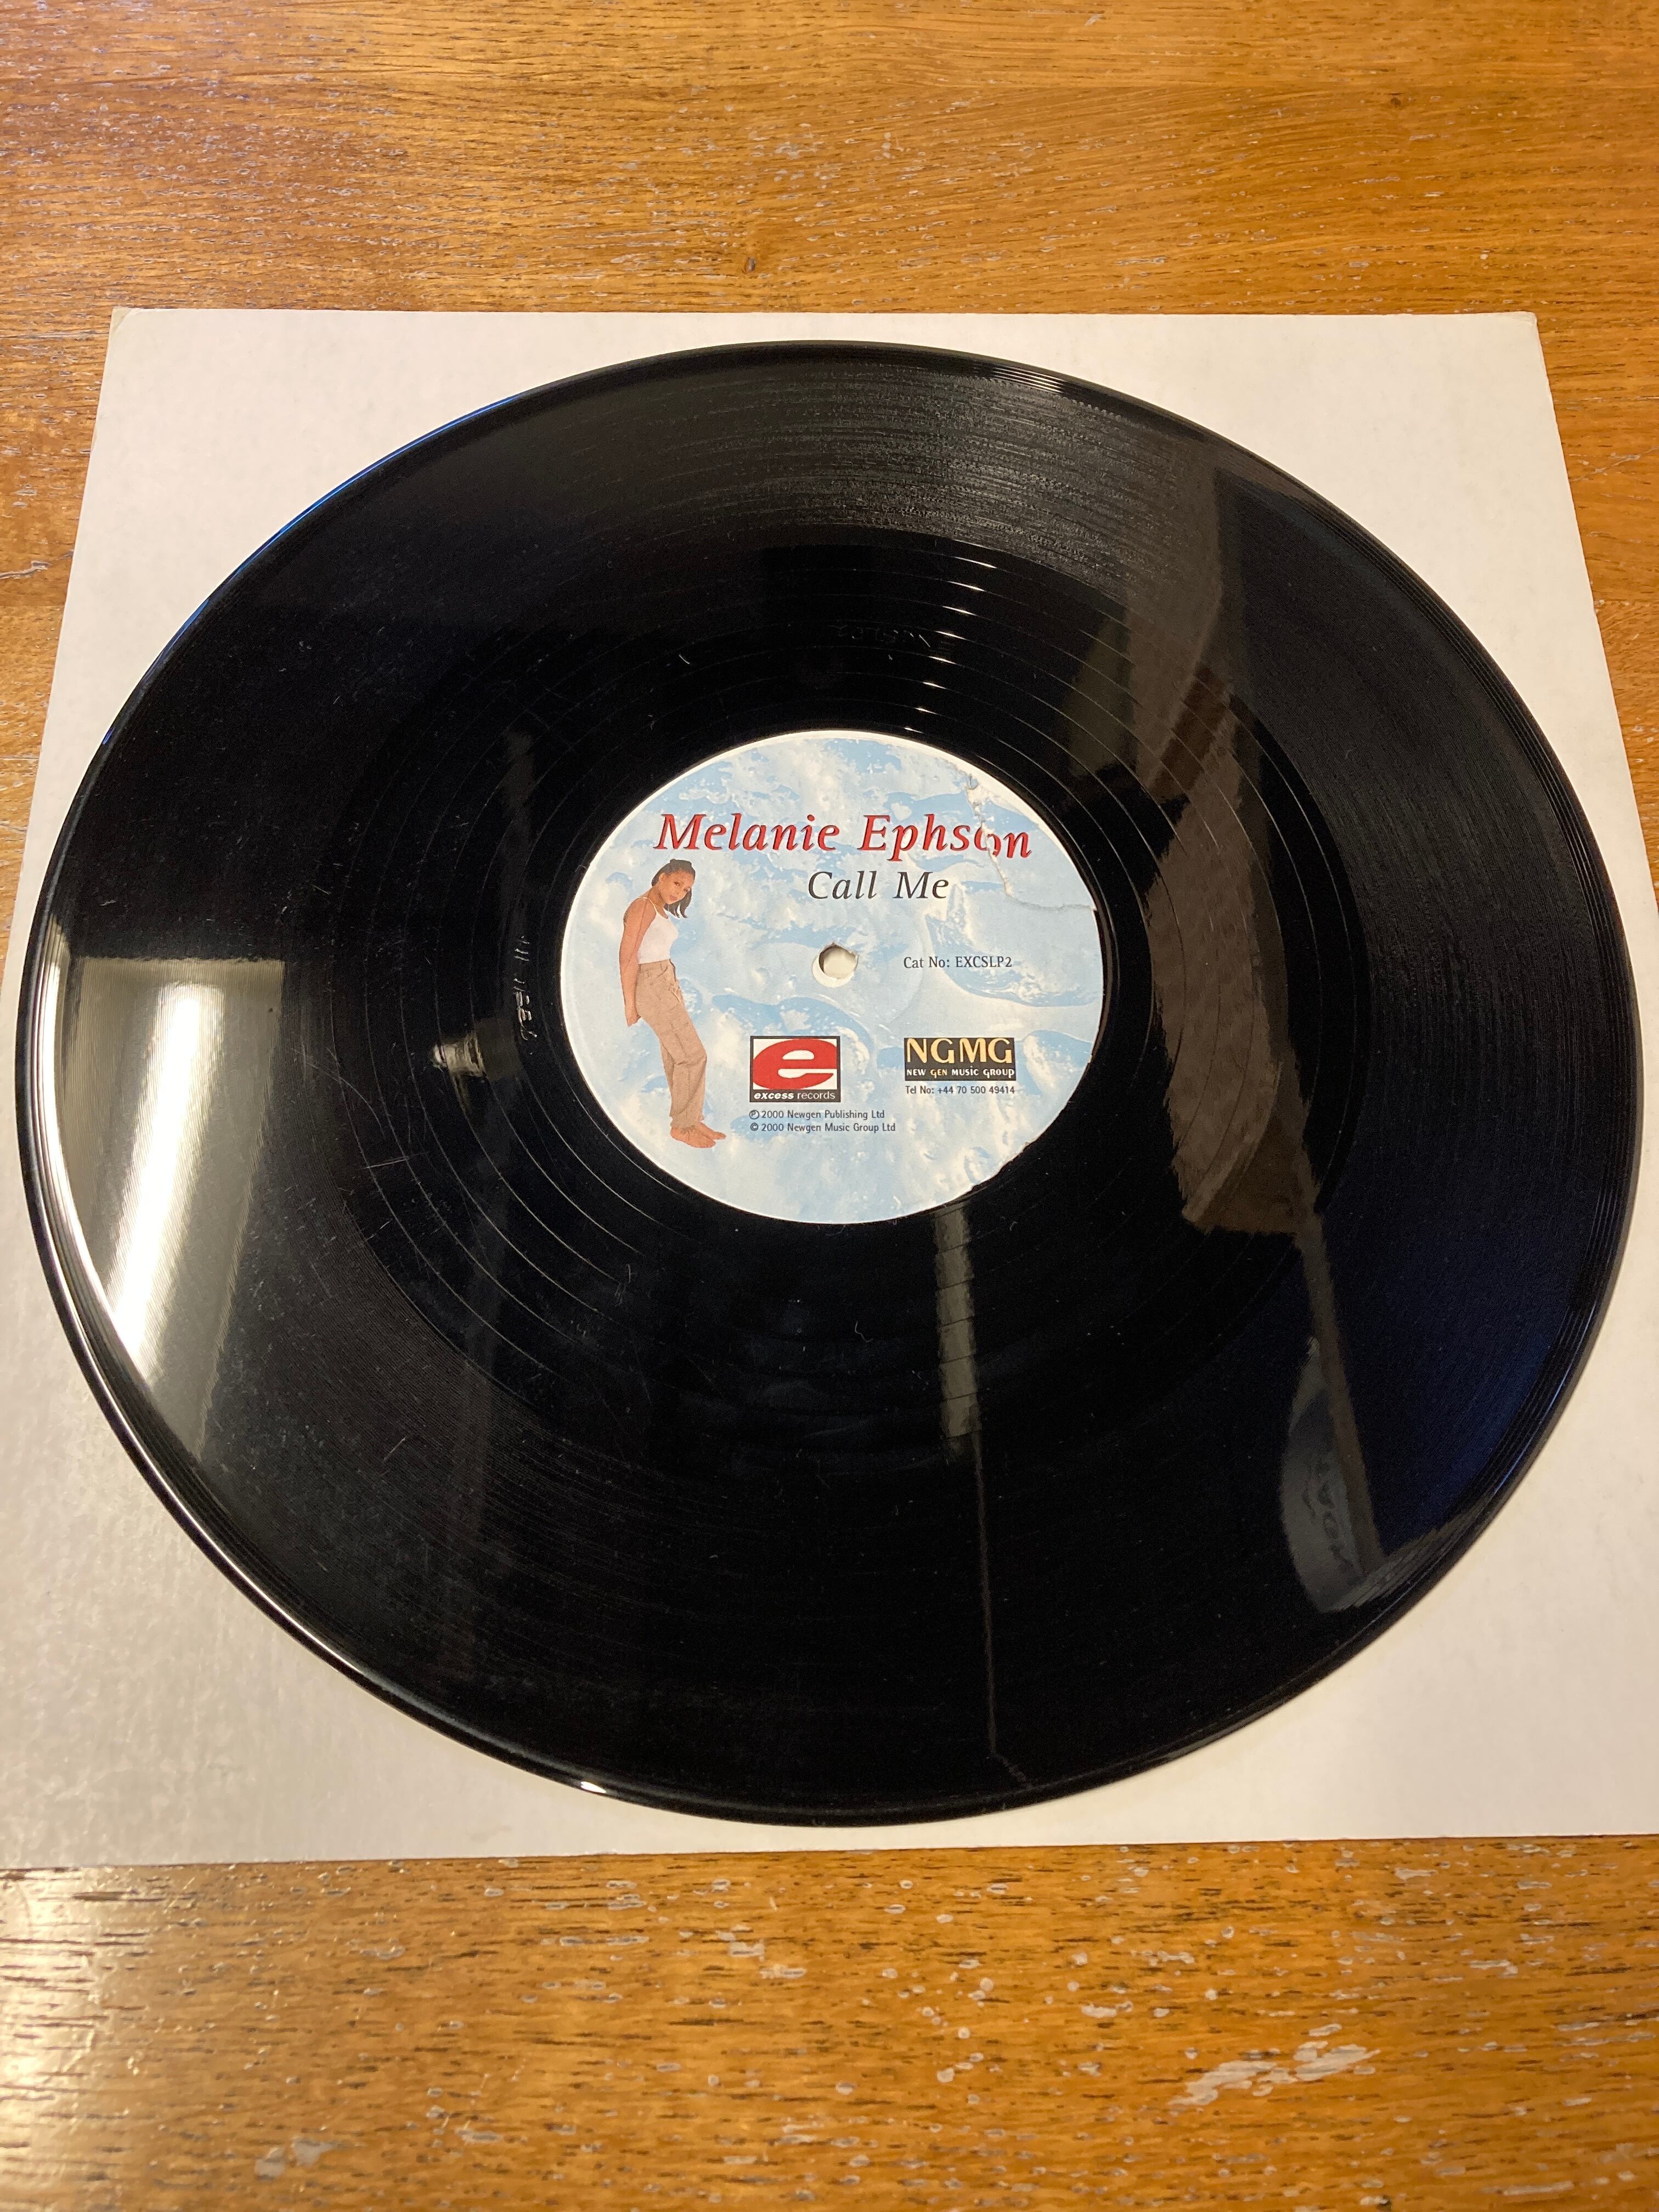 Melanie Ephson
Call Me
Cat No: EXCSLP2
e
excess records
NGMG
NEW GEN MUSIC GROUP
Tel No: +44 70 500 49414
℗ 2000 Newgen Publishing Ltd
© 2000 Newgen Music Group Ltd